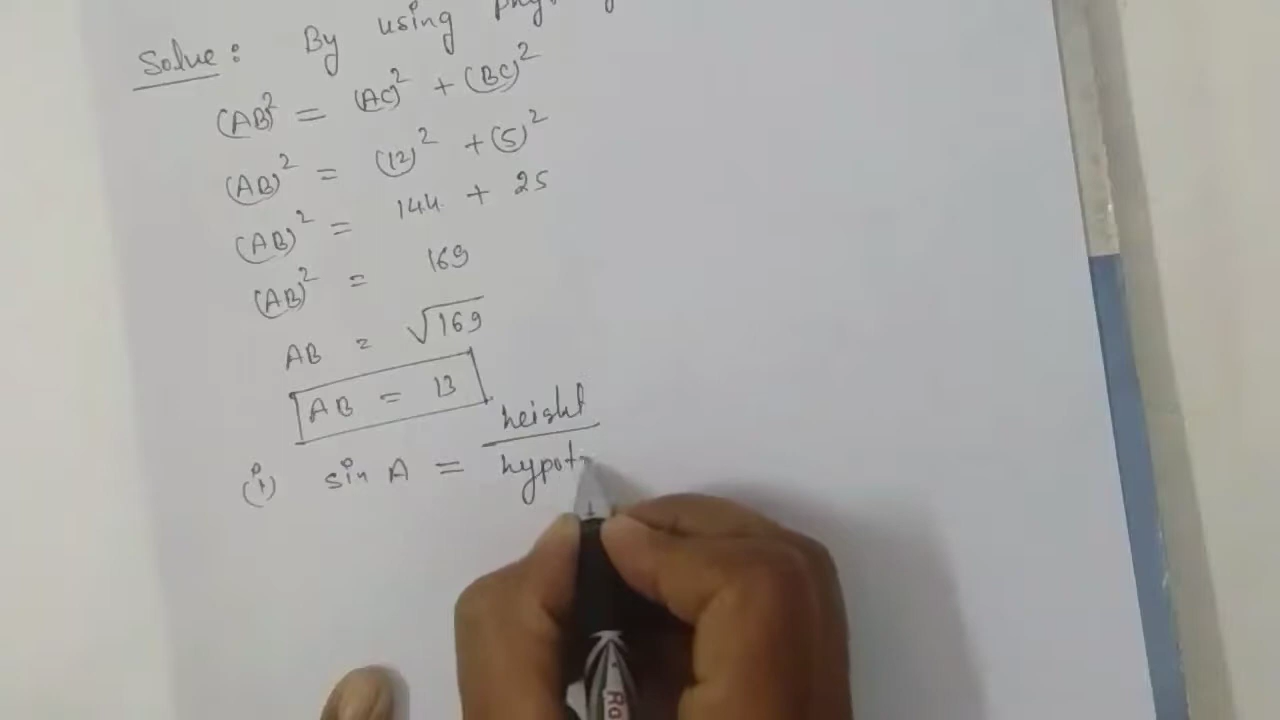 Solve : By using
(AB)² = (AC)² + (BC)²
(AB)² = (12)² + (5)²
(AB)² = 144 + 25
(AB)² = 169
AB = √169
AB = 13
(i) sin A = height / hypot
Ro